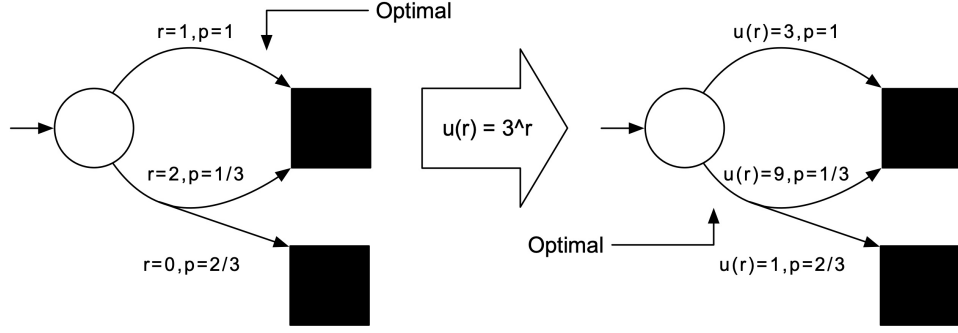 Optimal
r=1,p=1
r=2,p=1/3
r=0,p=2/3
u(r) = 3^r
u(r)=3,p=1
u(r)=9,p=1/3
Optimal
u(r)=1,p=2/3